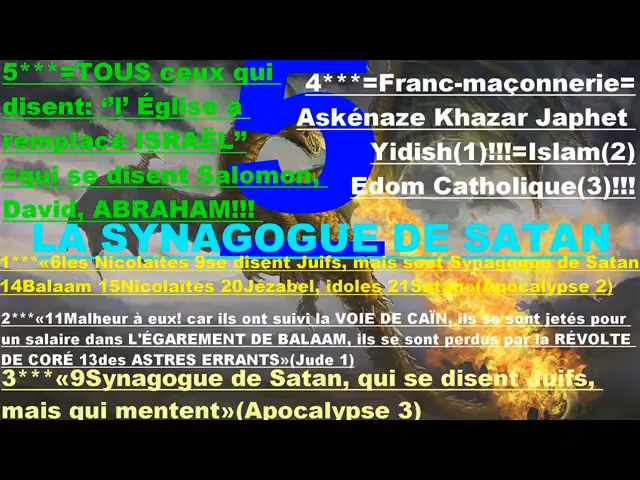 5
5***=TOUS ceux qui
disent: ‘’l’ Église a
remplacé ISRAËL”
=qui se disent Salomon,
David, ABRAHAM!!!
4***=Franc-maçonnerie=
Askénaze Khazar Japhet
Yidish(1)!!!=Islam(2)
Edom Catholique(3)!!!
LA SYNAGOGUE DE SATAN
1***«6les Nicolaïtes 9se disent Juifs, mais sont Synagogue de Satan
14Balaam 15Nicolaïtes 20Jézabel, idoles 21Satan»(Apocalypse 2)
2***«11Malheur à eux! car ils ont suivi la VOIE DE CAÏN, ils se sont jetés pour
un salaire dans L'ÉGAREMENT DE BALAAM, ils se sont perdus par la RÉVOLTE
DE CORÉ 13des ASTRES ERRANTS»(Jude 1)
3***«9Synagogue de Satan, qui se disent Juifs,
mais qui mentent»(Apocalypse 3)